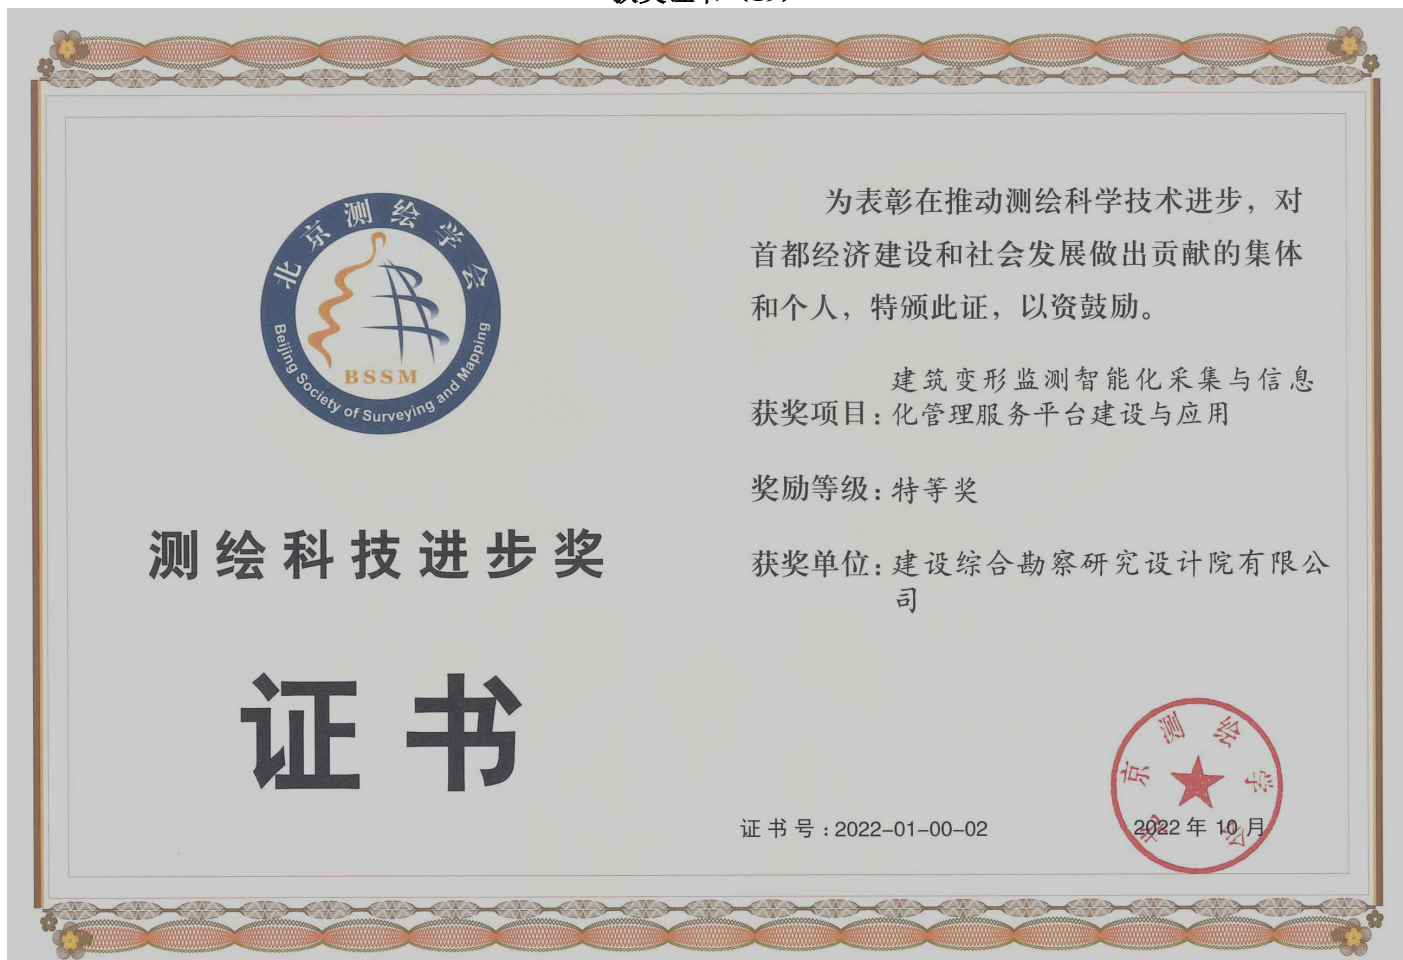 北京测绘学会
BSSM
Beijing Society of Surveying and Mapping
测绘科技进步奖
证书
为表彰在推动测绘科学技术进步，对
首都经济建设和社会发展做出贡献的集体
和个人，特颁此证，以资鼓励。
建筑变形监测智能化采集与信息
获奖项目：化管理服务平台建设与应用
奖励等级：特等奖
获奖单位：建设综合勘察研究设计院有限公
司
证书号：2022-01-00-02
2022年10月
北京测绘学会